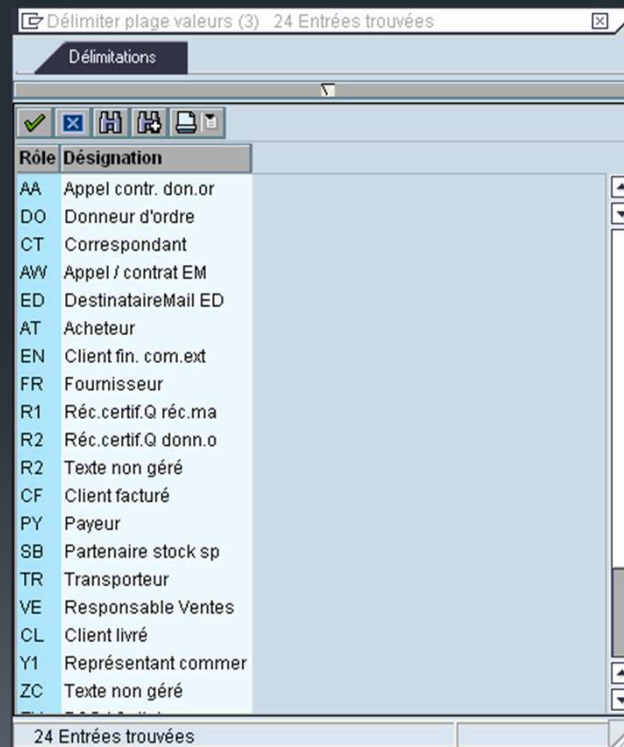 Délimiter plage valeurs (3) 24 Entrées trouvées
Délimitations
Rôle Désignation
AA Appel contr. don.or
DO Donneur d'ordre
CT Correspondant
AW Appel / contrat EM
ED DestinataireMail ED
AT Acheteur
EN Client fin. com.ext
FR Fournisseur
R1 Réc.certif.Q réc.ma
R2 Réc.certif.Q donn.o
R2 Texte non géré
CF Client facturé
PY Payeur
SB Partenaire stock sp
TR Transporteur
VE Responsable Ventes
CL Client livré
Y1 Représentant commer
ZC Texte non géré
24 Entrées trouvées